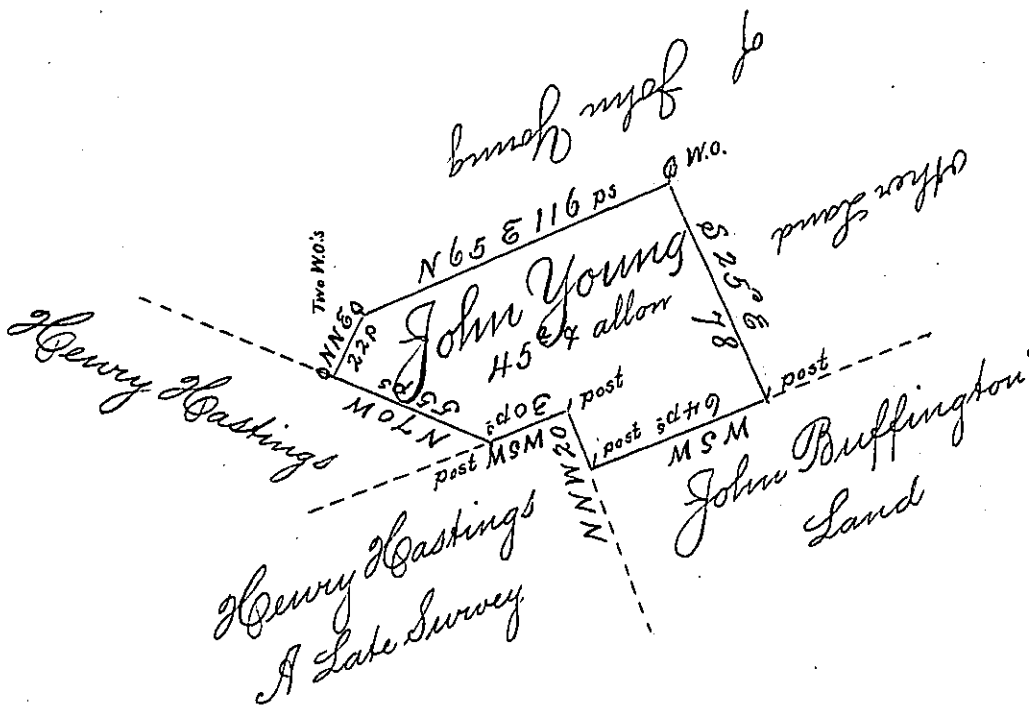 other Land
of
John Young
W.O.
Two W.O.'s
N 65 E 116 ps
S 25° E
78
NNE
22 p
John Young
45 a & allow
N 70 W
55 ps
WSW
30 ps
post
post
NNW 20
post
WSW
64 ps
post
Henry Hastings
Henry Hastings
A Late Survey
John Buffington's
Land